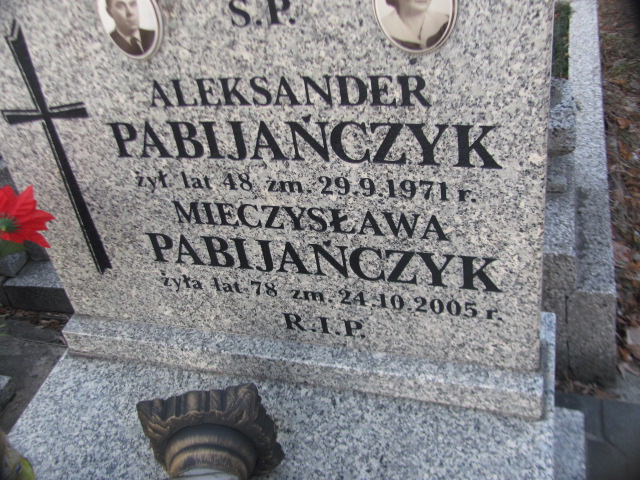 Ś.P.
ALEKSANDER
PABIJAŃCZYK
żył lat 48 zm. 29.9.1971 r.
MIECZYSŁAWA
PABIJAŃCZYK
żyła lat 78 zm. 24.10.2005 r.
R.I.P.